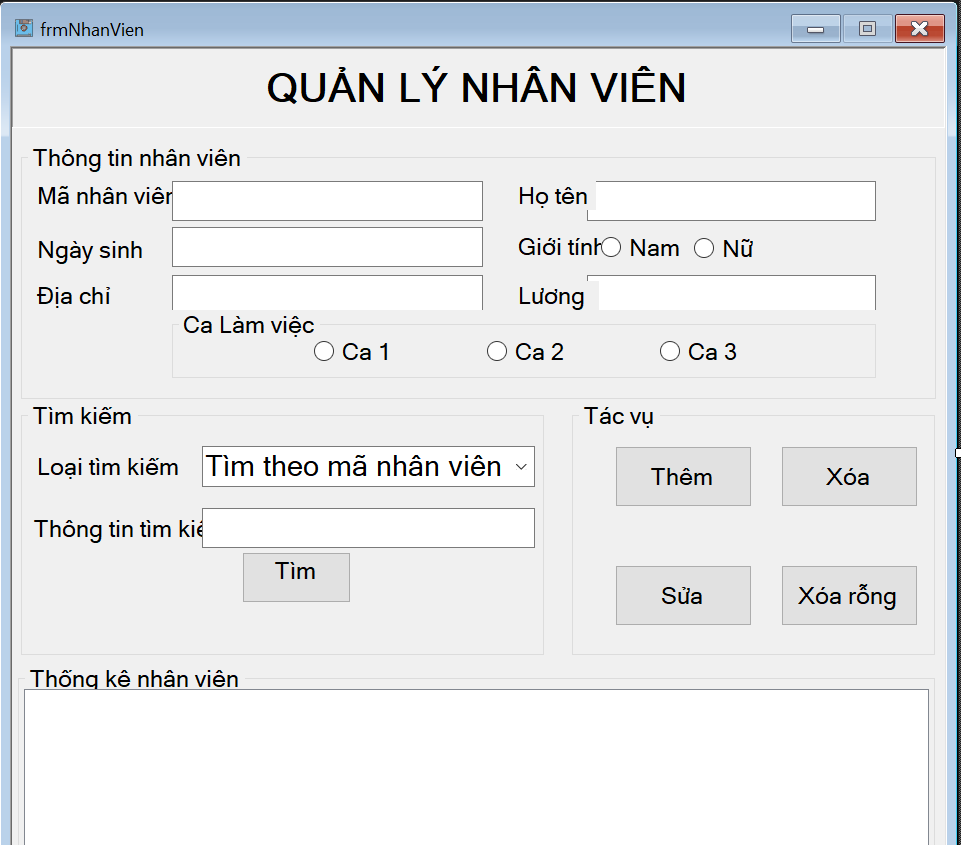 frmNhanVien
QUẢN LÝ NHÂN VIÊN
Thông tin nhân viên
Mã nhân viên
Họ tên
Ngày sinh
Giới tính
Nam
Nữ
Địa chỉ
Lương
Ca Làm việc
Ca 1
Ca 2
Ca 3
Tìm kiếm
Loại tìm kiếm
Tìm theo mã nhân viên
Thông tin tìm kiế
Tìm
Tác vụ
Thêm
Xóa
Sửa
Xóa rỗng
Thống kê nhân viên